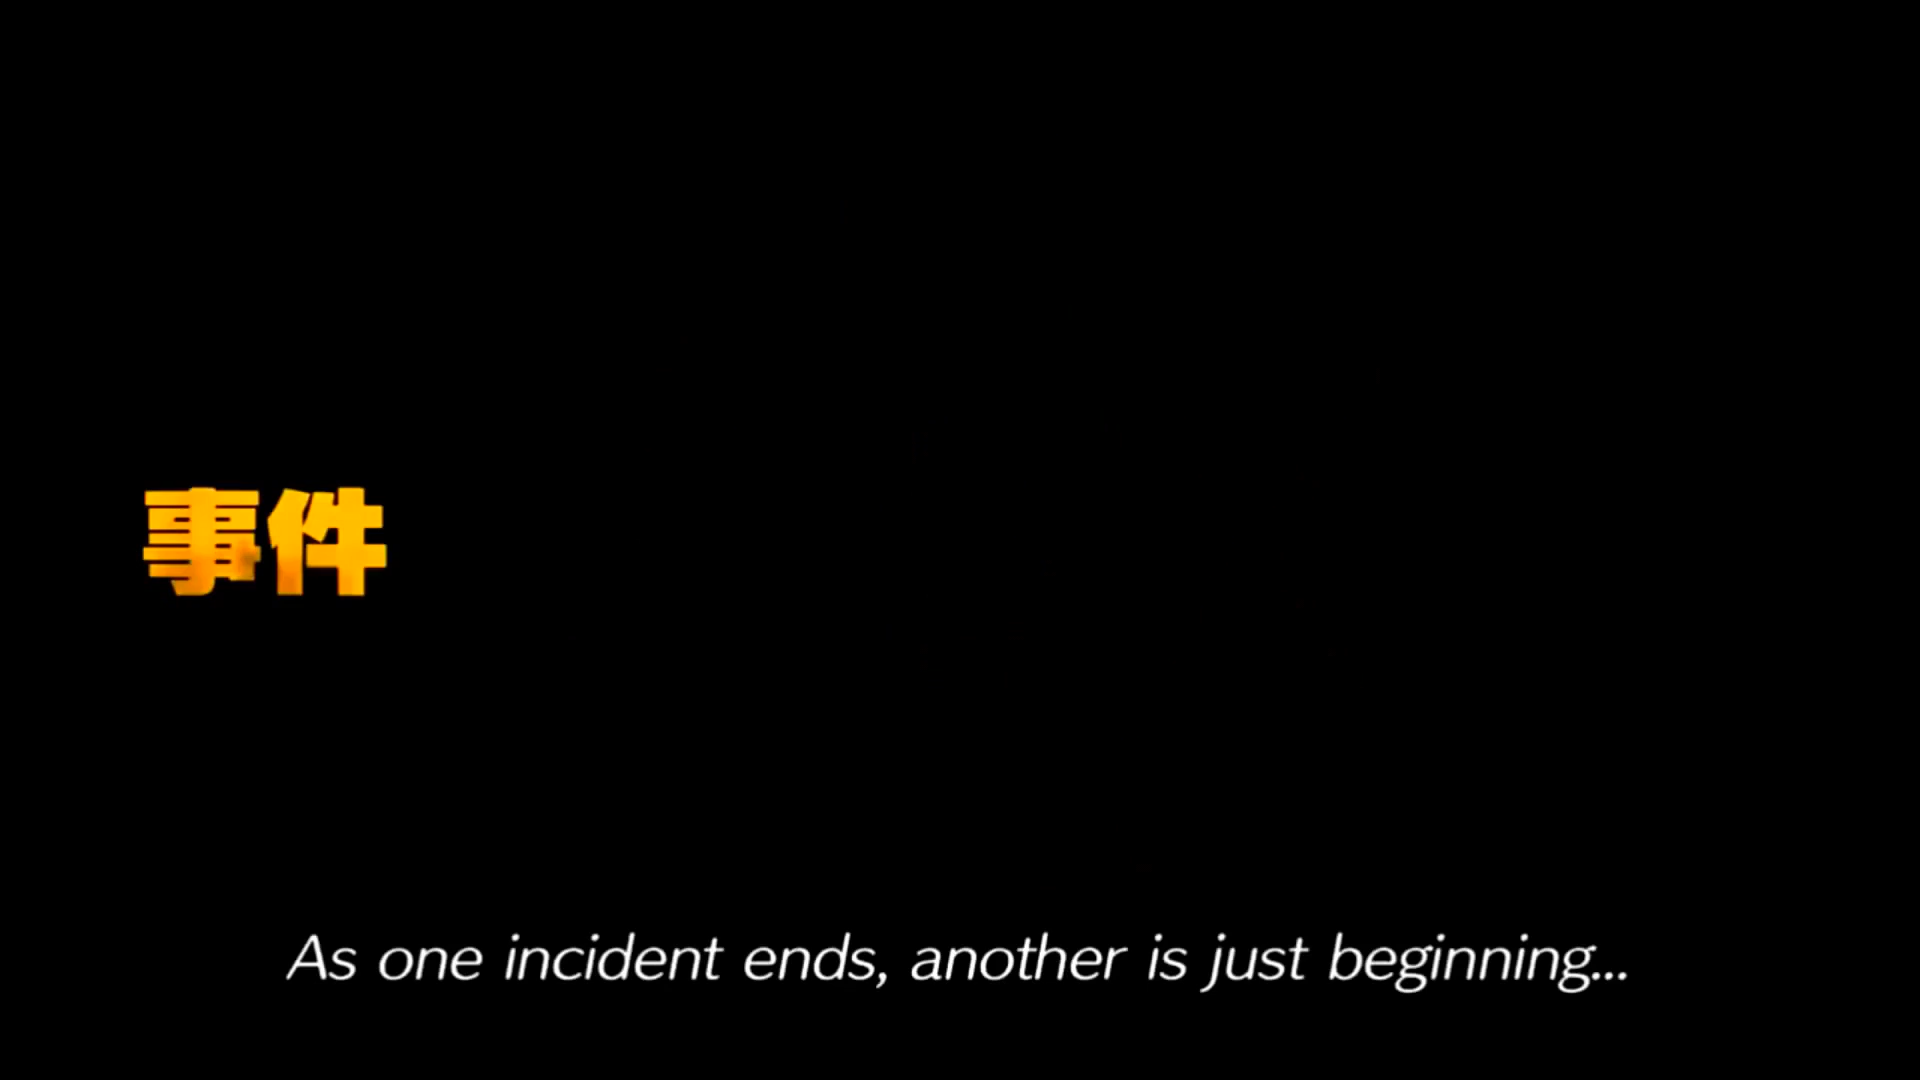 事件
As one incident ends, another is just beginning...